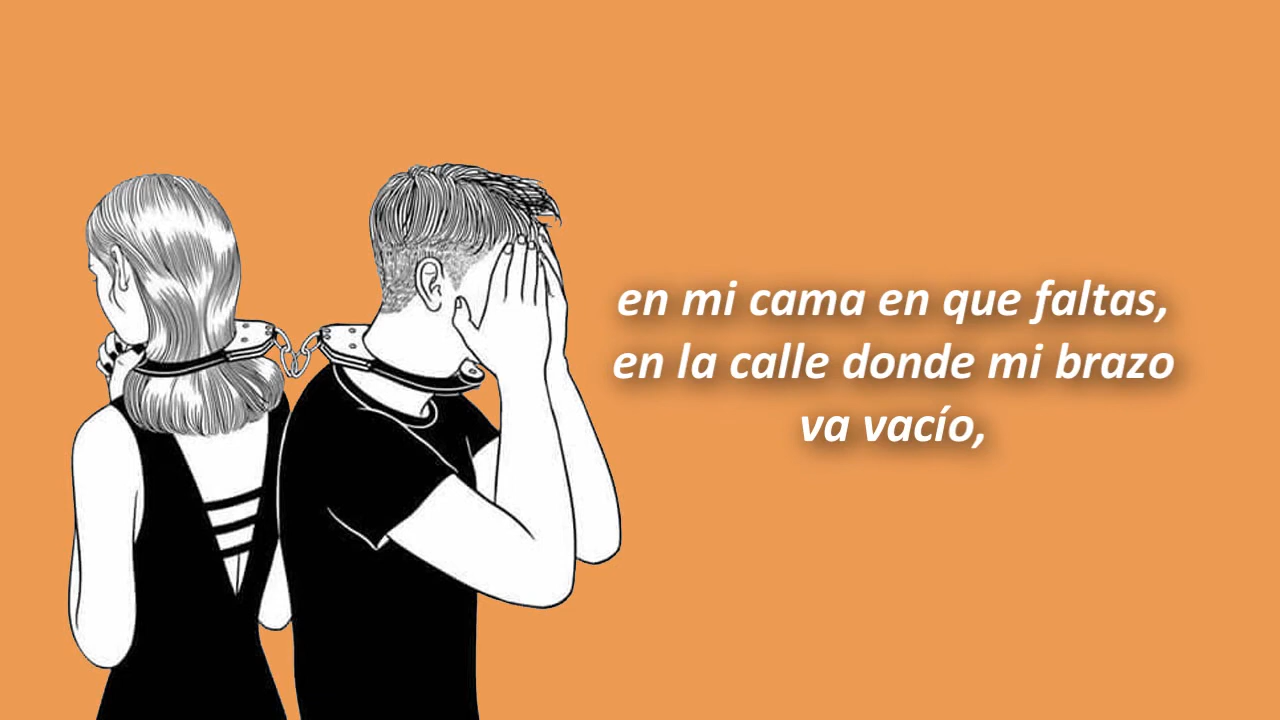 en mi cama en que faltas,
en la calle donde mi brazo
va vacío,